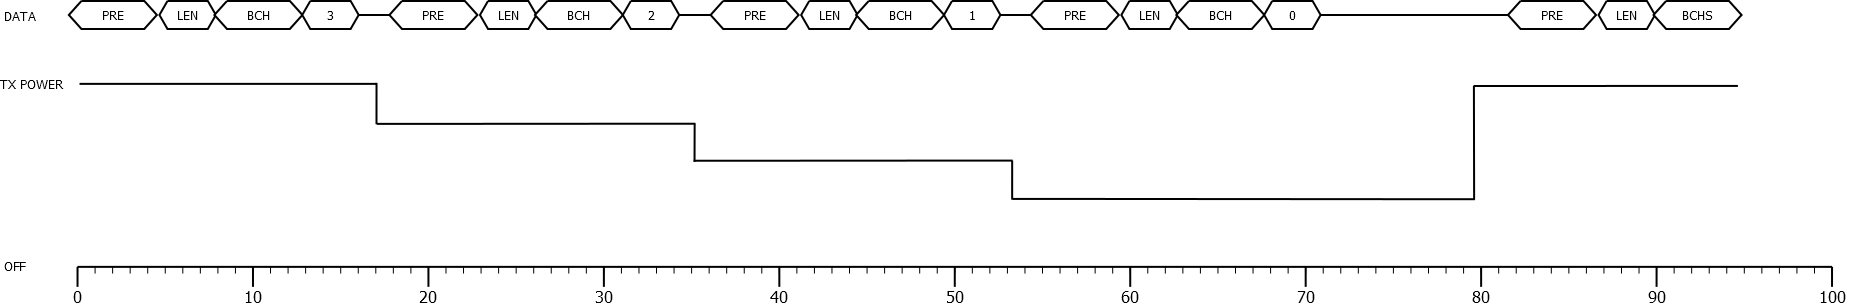 DATA PRE LEN BCH 3 PRE LEN BCH 2 PRE LEN BCH 1 PRE LEN BCH 0 PRE LEN BCHS
TX POWER
OFF
0 10 20 30 40 50 60 70 80 90 100